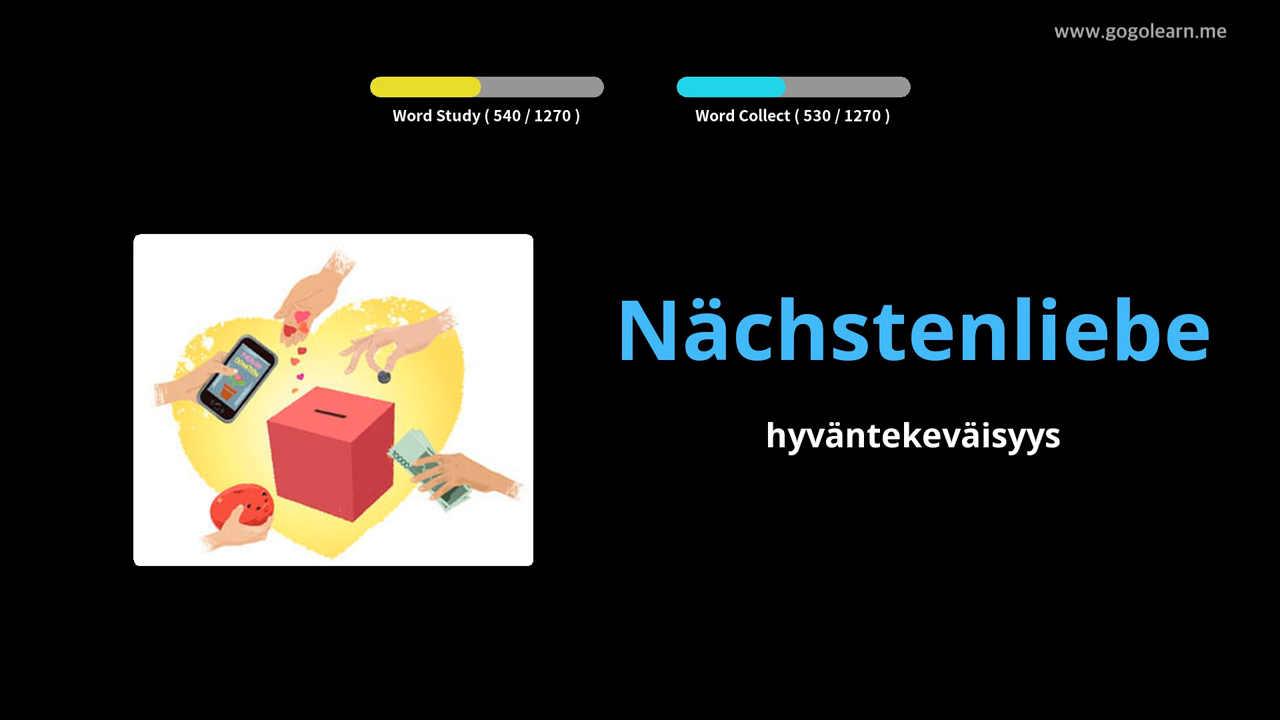 www.gogolearn.me
Word Study ( 540 / 1270 )
Word Collect ( 530 / 1270 )
Nächstenliebe
hyväntekeväisyys